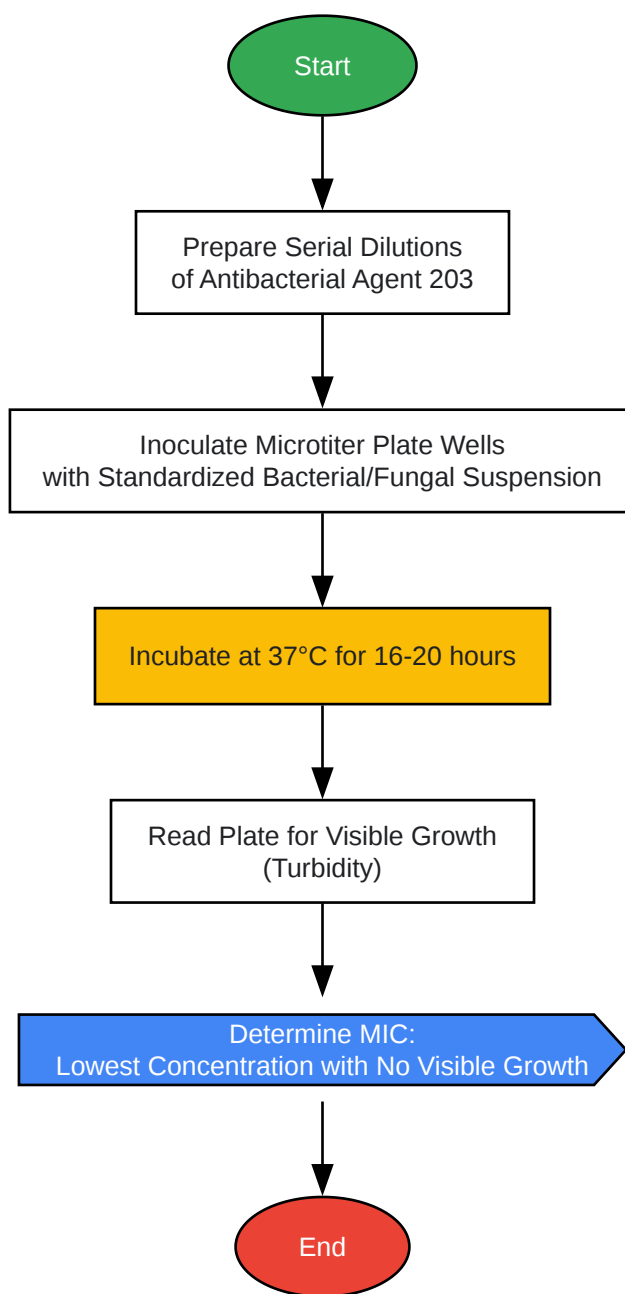 Start
Prepare Serial Dilutions
of Antibacterial Agent 203
Inoculate Microtiter Plate Wells
with Standardized Bacterial/Fungal Suspension
Incubate at 37°C for 16-20 hours
Read Plate for Visible Growth
(Turbidity)
Determine MIC:
Lowest Concentration with No Visible Growth
End